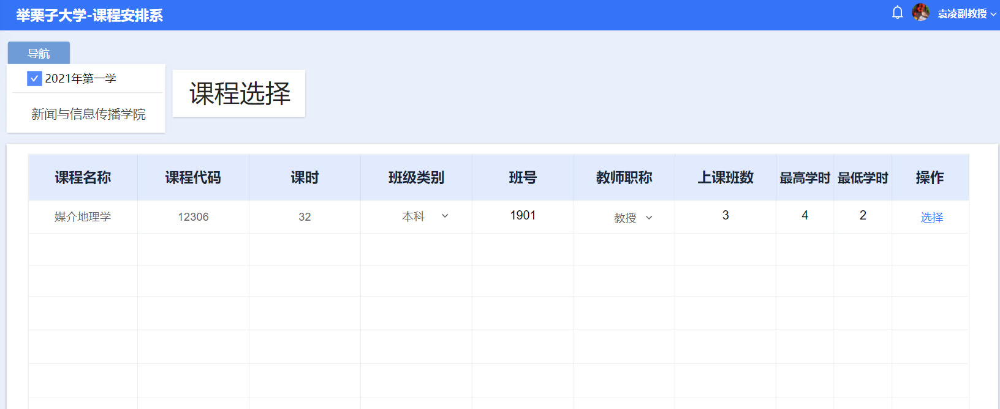 举栗子大学-课程安排系
袁凌副教授
导航
2021年第一学
新闻与信息传播学院
课程选择
课程名称 课程代码 课时 班级类别 班号 教师职称 上课班数 最高学时 最低学时 操作
媒介地理学 12306 32 本科 1901 教授 3 4 2 选择